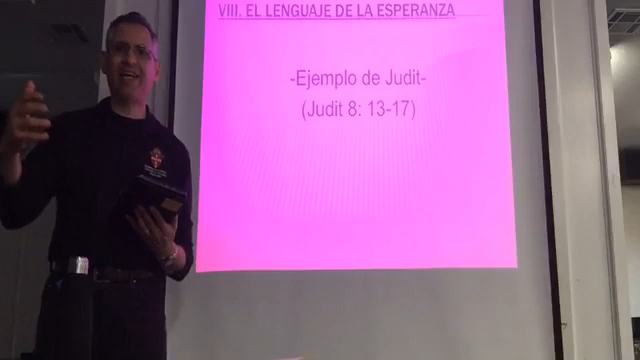 VIII. EL LENGUAJE DE LA ESPERANZA
-Ejemplo de Judit-
(Judit 8: 13-17)